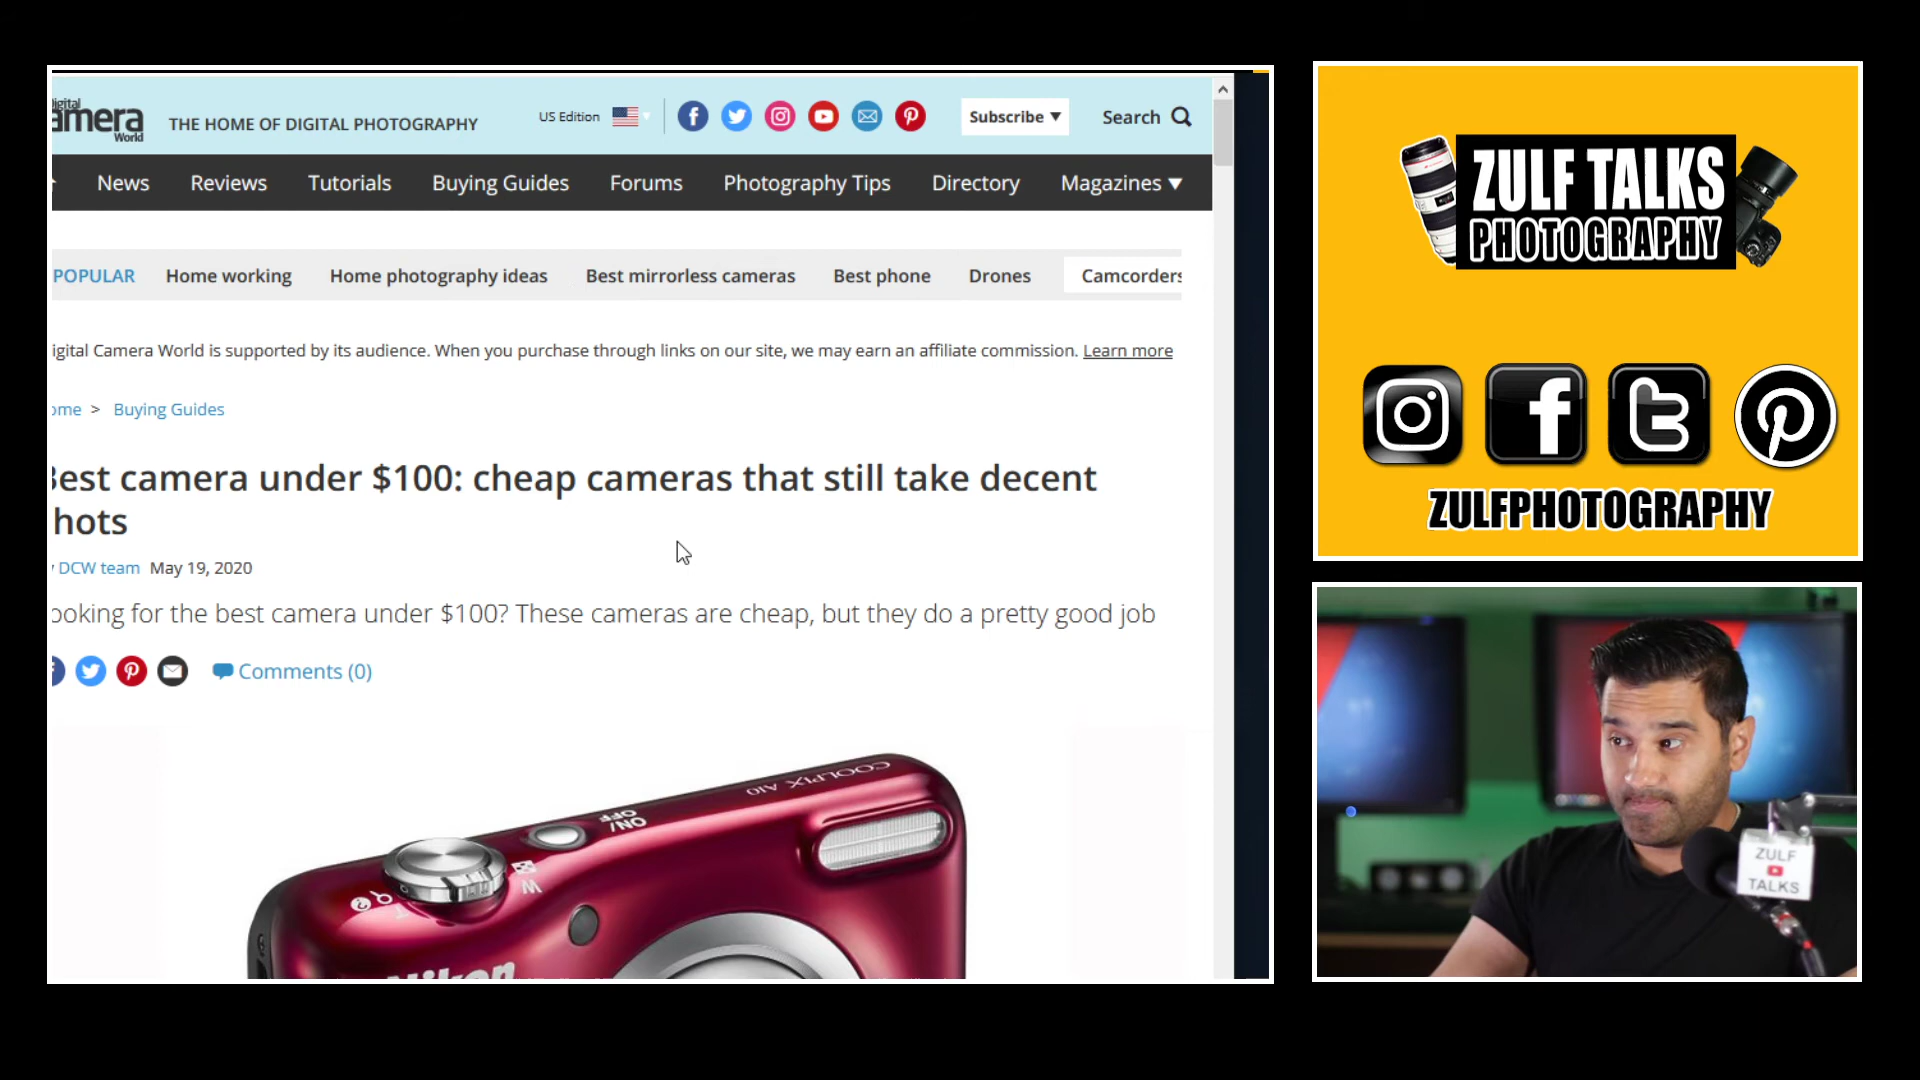 igital
amera
World
THE HOME OF DIGITAL PHOTOGRAPHY
US Edition
Subscribe ▼
Search
News Reviews Tutorials Buying Guides Forums Photography Tips Directory Magazines ▼
POPULAR Home working Home photography ideas Best mirrorless cameras Best phone Drones Camcorders
igital Camera World is supported by its audience. When you purchase through links on our site, we may earn an affiliate commission. Learn more
ome > Buying Guides
Best camera under $100: cheap cameras that still take decent
hots
y DCW team May 19, 2020
ooking for the best camera under $100? These cameras are cheap, but they do a pretty good job
Comments (0)
COOLPIX A10
ON/
OFF
W
T
Nikon
ZULF TALKS
PHOTOGRAPHY
ZULFPHOTOGRAPHY
ZULF
TALKS